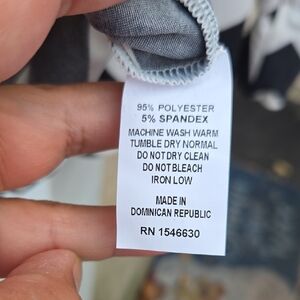 95% POLYESTER
5% SPANDEX
MACHINE WASH WARM
TUMBLE DRY NORMAL
DO NOT DRY CLEAN
DO NOT BLEACH
IRON LOW
MADE IN
DOMINICAN REPUBLIC
RN 1546630